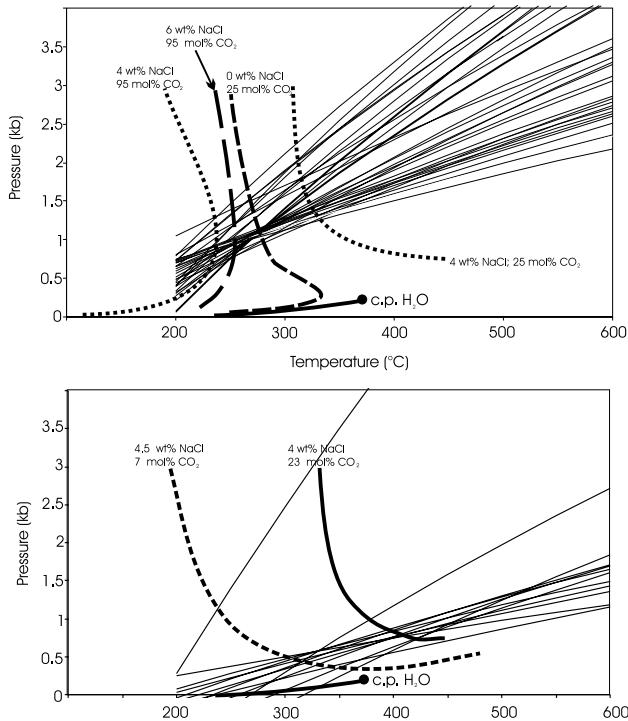 6 wt% NaCl
95 mol% CO₂
4 wt% NaCl
95 mol% CO₂
0 wt% NaCl
25 mol% CO₂
4
3
2.5
2
1.5
1
0.5
0
Pressure (kb)
4 wt% NaCl; 25 mol% CO₂
c.p. H₂O
200
300
400
500
600
Temperature (°C)
4
3.5
3
2.5
2
1.5
1
0.5
0
Pressure (kb)
4,5 wt% NaCl
7 mol% CO₂
4 wt% NaCl
23 mol% CO₂
c.p. H₂O
200
300
400
500
600